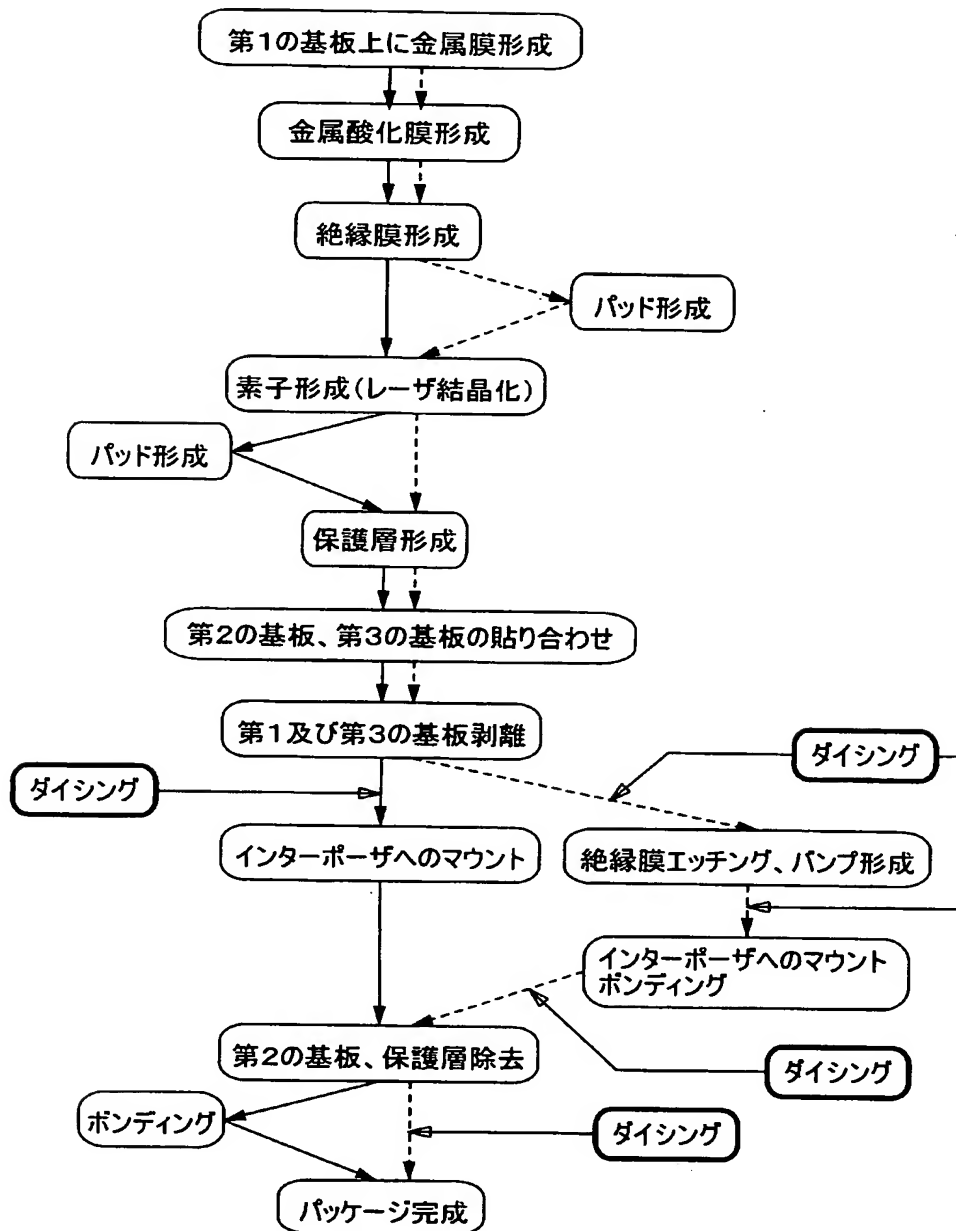 第1の基板上に金属膜形成
金属酸化膜形成
絶縁膜形成
パッド形成
素子形成(レーザ結晶化)
パッド形成
保護層形成
第2の基板、第3の基板の貼り合わせ
第1及び第3の基板剥離
ダイシング
ダイシング
インターポーザへのマウント
絶縁膜エッチング、バンプ形成
インターポーザへのマウント
ボンディング
第2の基板、保護層除去
ダイシング
ボンディング
ダイシング
パッケージ完成